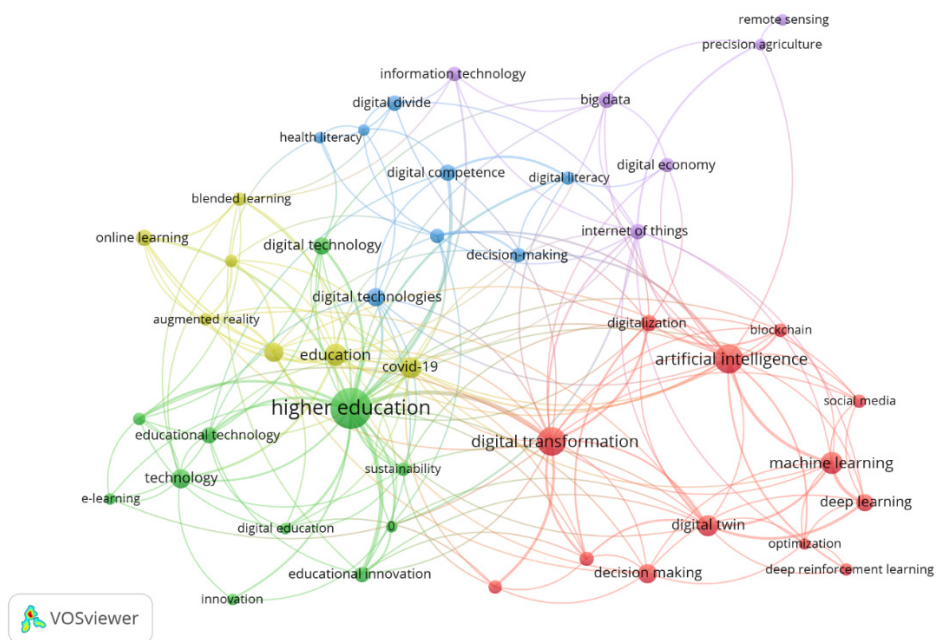 remote sensing
precision agriculture
information technology
big data
digital divide
health literacy
digital economy
digital competence
digital literacy
blended learning
internet of things
online learning
digital technology
decision-making
digital technologies
augmented reality
digitalization
blockchain
education
artificial intelligence
covid-19
social media
higher education
educational technology
digital transformation
machine learning
sustainability
technology
e-learning
deep learning
digital education
0
digital twin
optimization
educational innovation
decision making
deep reinforcement learning
innovation
VOSviewer